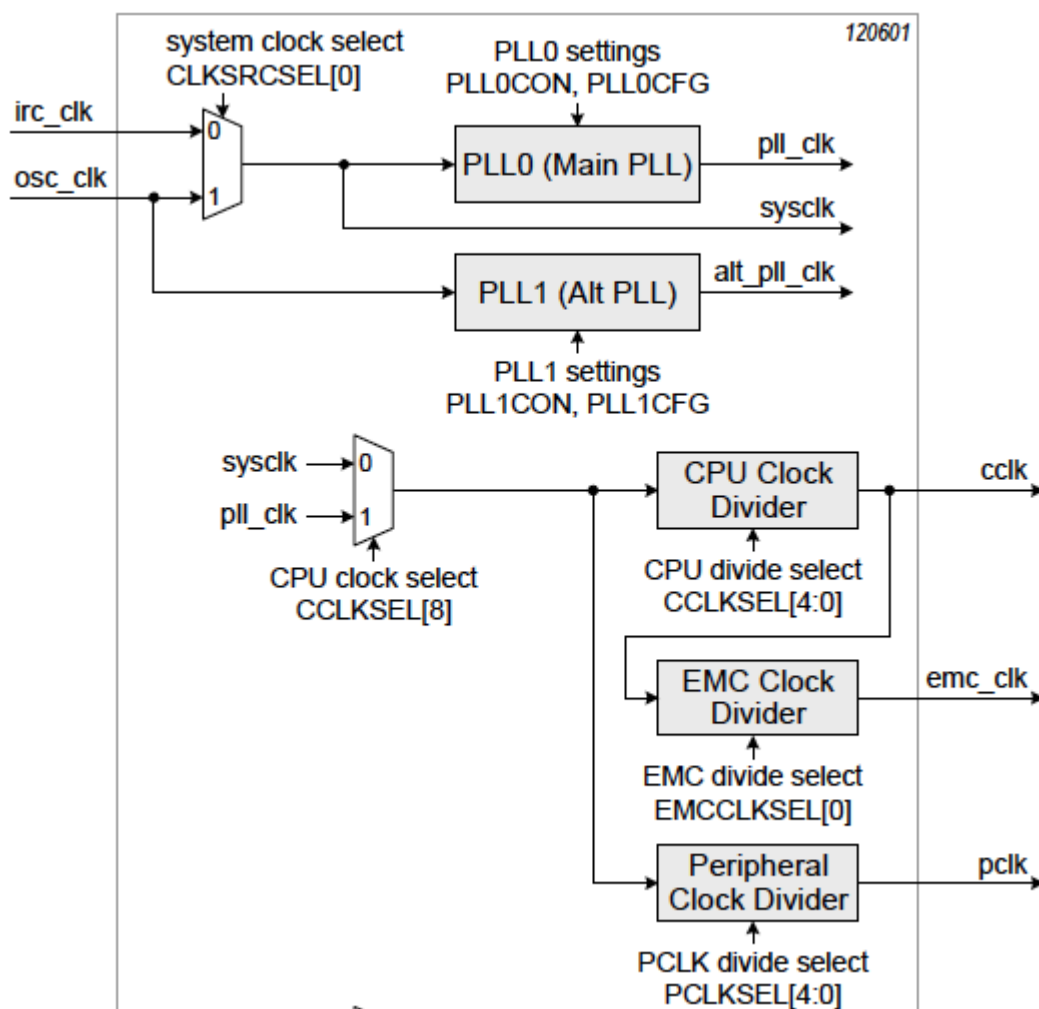 120601
system clock select
CLKSRCSEL[0]
PLL0 settings
PLL0CON, PLL0CFG
irc_clk
0
osc_clk
1
PLL0 (Main PLL)
pll_clk
sysclk
PLL1 (Alt PLL)
alt_pll_clk
PLL1 settings
PLL1CON, PLL1CFG
sysclk
0
pll_clk
1
CPU clock select
CCLKSEL[8]
CPU Clock
Divider
cclk
CPU divide select
CCLKSEL[4:0]
EMC Clock
Divider
emc_clk
EMC divide select
EMCCLKSEL[0]
Peripheral
Clock Divider
pclk
PCLK divide select
PCLKSEL[4:0]